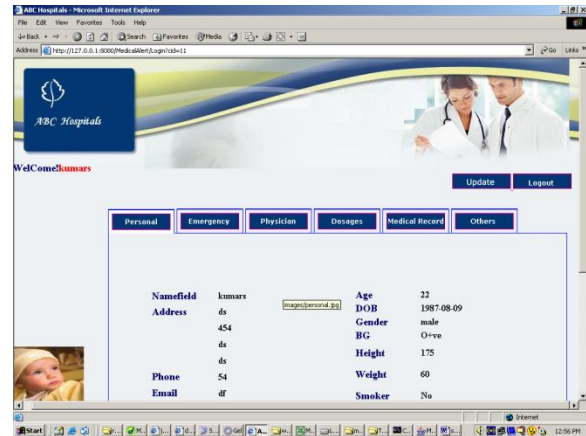 ABC Hospitals - Microsoft Internet Explorer
File Edit View Favorites Tools Help
Back Search Favorites Media
Address http://127.0.0.1:8080/MedicalAlert/Login?cid=11 Go Links
ABC Hospitals
WelCome!kumars
Update Logout
Personal Emergency Physician Dosages Medical Record Others
Namefield kumars Age 22
images/personal.jpg
Address ds DOB 1987-08-09
454 Gender male
ds BG O+ve
ds Height 175
Phone 54 Weight 60
Email df Smoker No
Internet
Start 12:56 PM